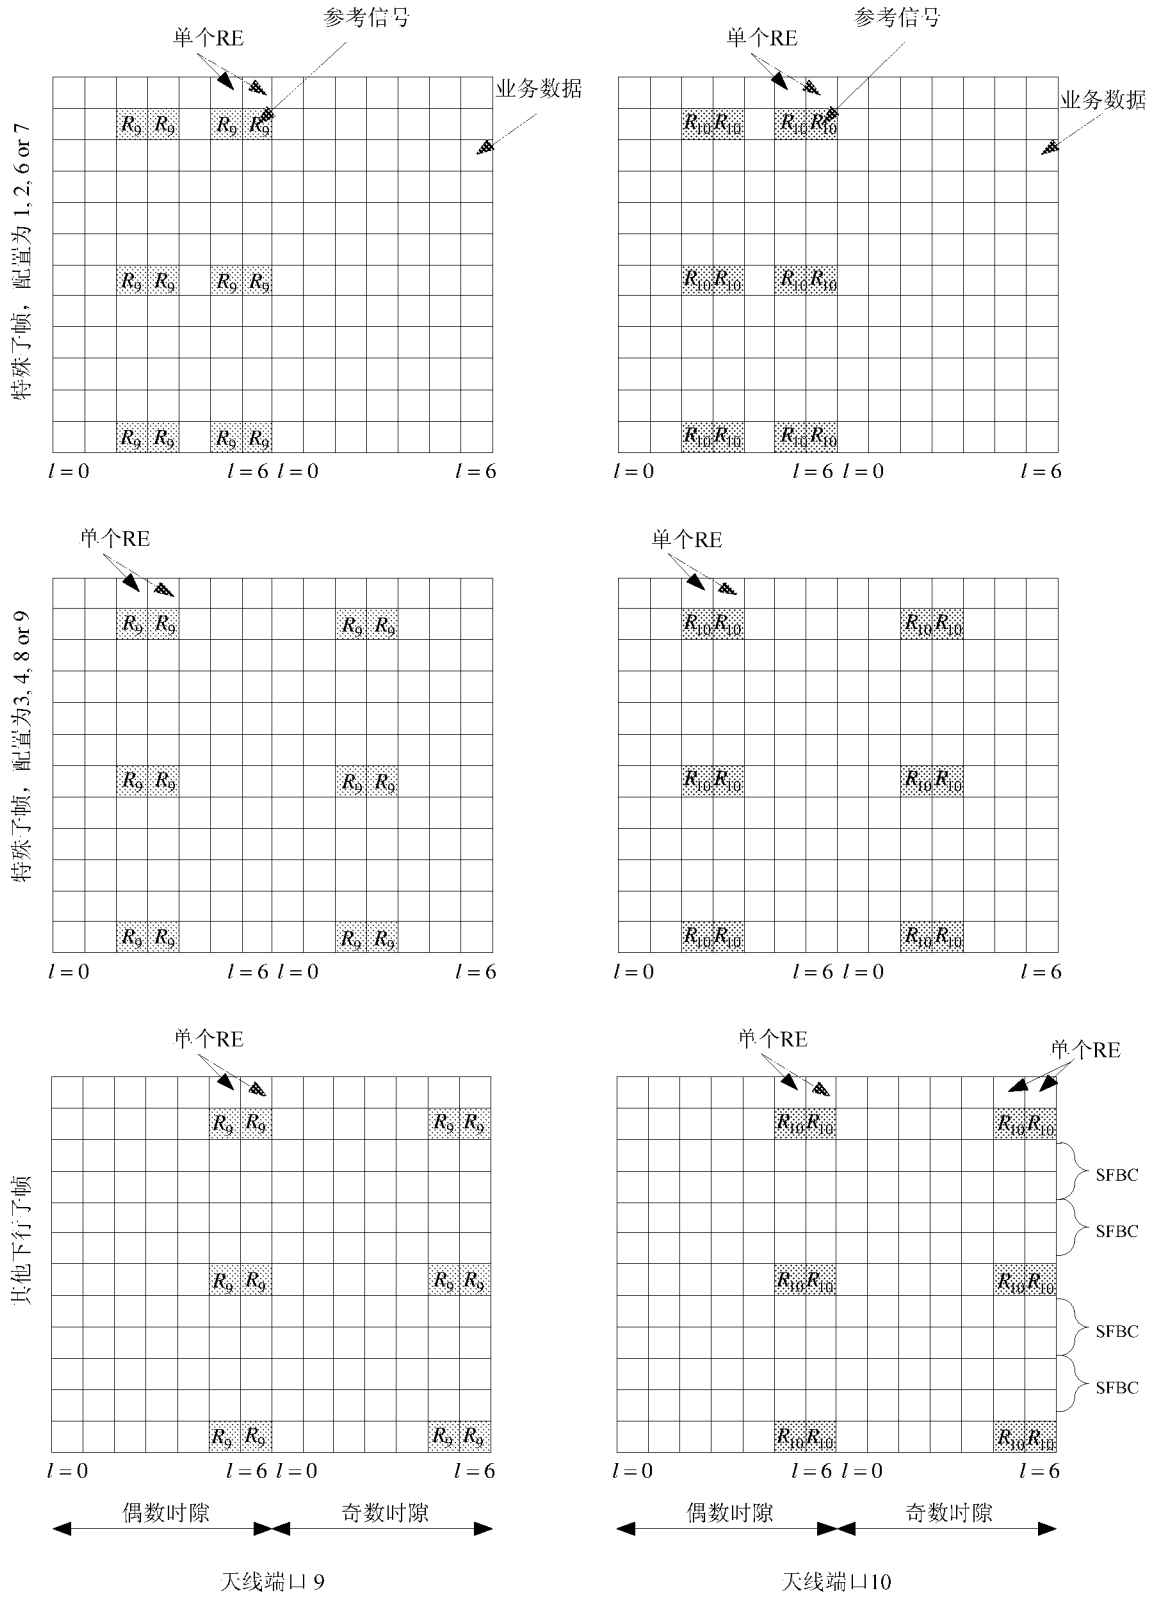 单个RE
参考信号
业务数据
单个RE
参考信号
业务数据
特殊子帧，配置为 1, 2, 6 or 7
R9 R9 R9 R9
R10 R10 R10 R10
R9 R9 R9 R9
R10 R10 R10 R10
R9 R9 R9 R9
R10 R10 R10 R10
l = 0 l = 6 l = 0 l = 6
l = 0 l = 6 l = 0 l = 6
单个RE
单个RE
特殊子帧，配置为3, 4, 8 or 9
R9 R9 R9 R9
R10 R10 R10 R10
R9 R9 R9 R9
R10 R10 R10 R10
R9 R9 R9 R9
R10 R10 R10 R10
l = 0 l = 6 l = 0 l = 6
l = 0 l = 6 l = 0 l = 6
单个RE
单个RE
单个RE
其他下行子帧
R9 R9 R9 R9
R10 R10 R10 R10
SFBC
SFBC
R9 R9 R9 R9
R10 R10 R10 R10
SFBC
SFBC
R9 R9 R9 R9
R10 R10 R10 R10
l = 0 l = 6 l = 0 l = 6
l = 0 l = 6 l = 0 l = 6
偶数时隙 奇数时隙
偶数时隙 奇数时隙
天线端口 9
天线端口10